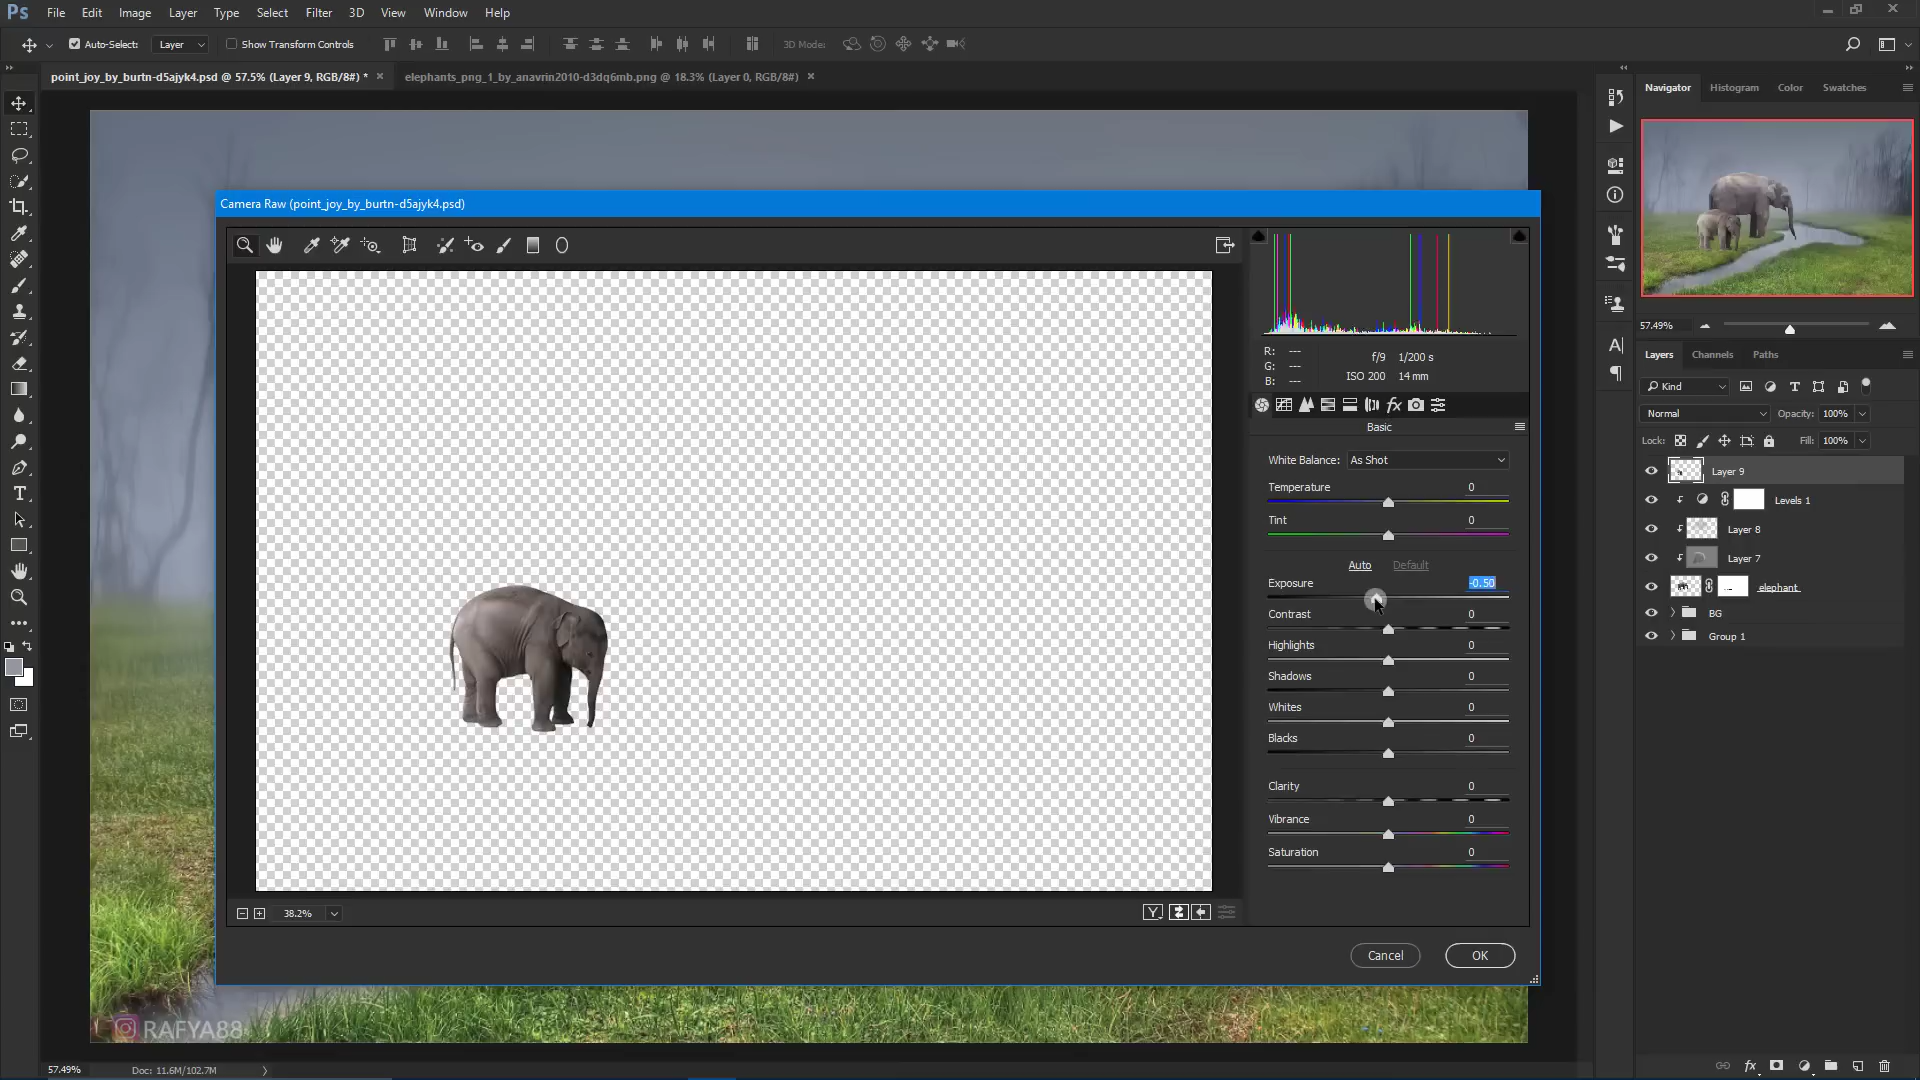 Ps File Edit Image Layer Type Select Filter 3D View Window Help
Auto-Select: Layer Show Transform Controls 3D Mode:
point_joy_by_burtn-d5ajyk4.psd @ 57.5% (Layer 9, RGB/8#) * × elephants_png_1_by_anavrin2010-d3dq6mb.png @ 18.3% (Layer 0, RGB/8#) ×
Navigator Histogram Color Swatches
57.49%
Camera Raw (point_joy_by_burtn-d5ajyk4.psd)
R: ---
G: ---
B: ---
f/9 1/200 s
ISO 200 14 mm
Basic
White Balance: As Shot
Temperature 0
Tint 0
Auto Default
Exposure -0.50
Contrast 0
Highlights 0
Shadows 0
Whites 0
Blacks 0
Clarity 0
Vibrance 0
Saturation 0
38.2%
Cancel OK
Layers Channels Paths
Kind
Normal Opacity: 100%
Lock: Fill: 100%
Layer 9
Levels 1
Layer 8
Layer 7
elephant
BG
Group 1
RAFYA88
57.49% Doc: 11.6M/102.7M